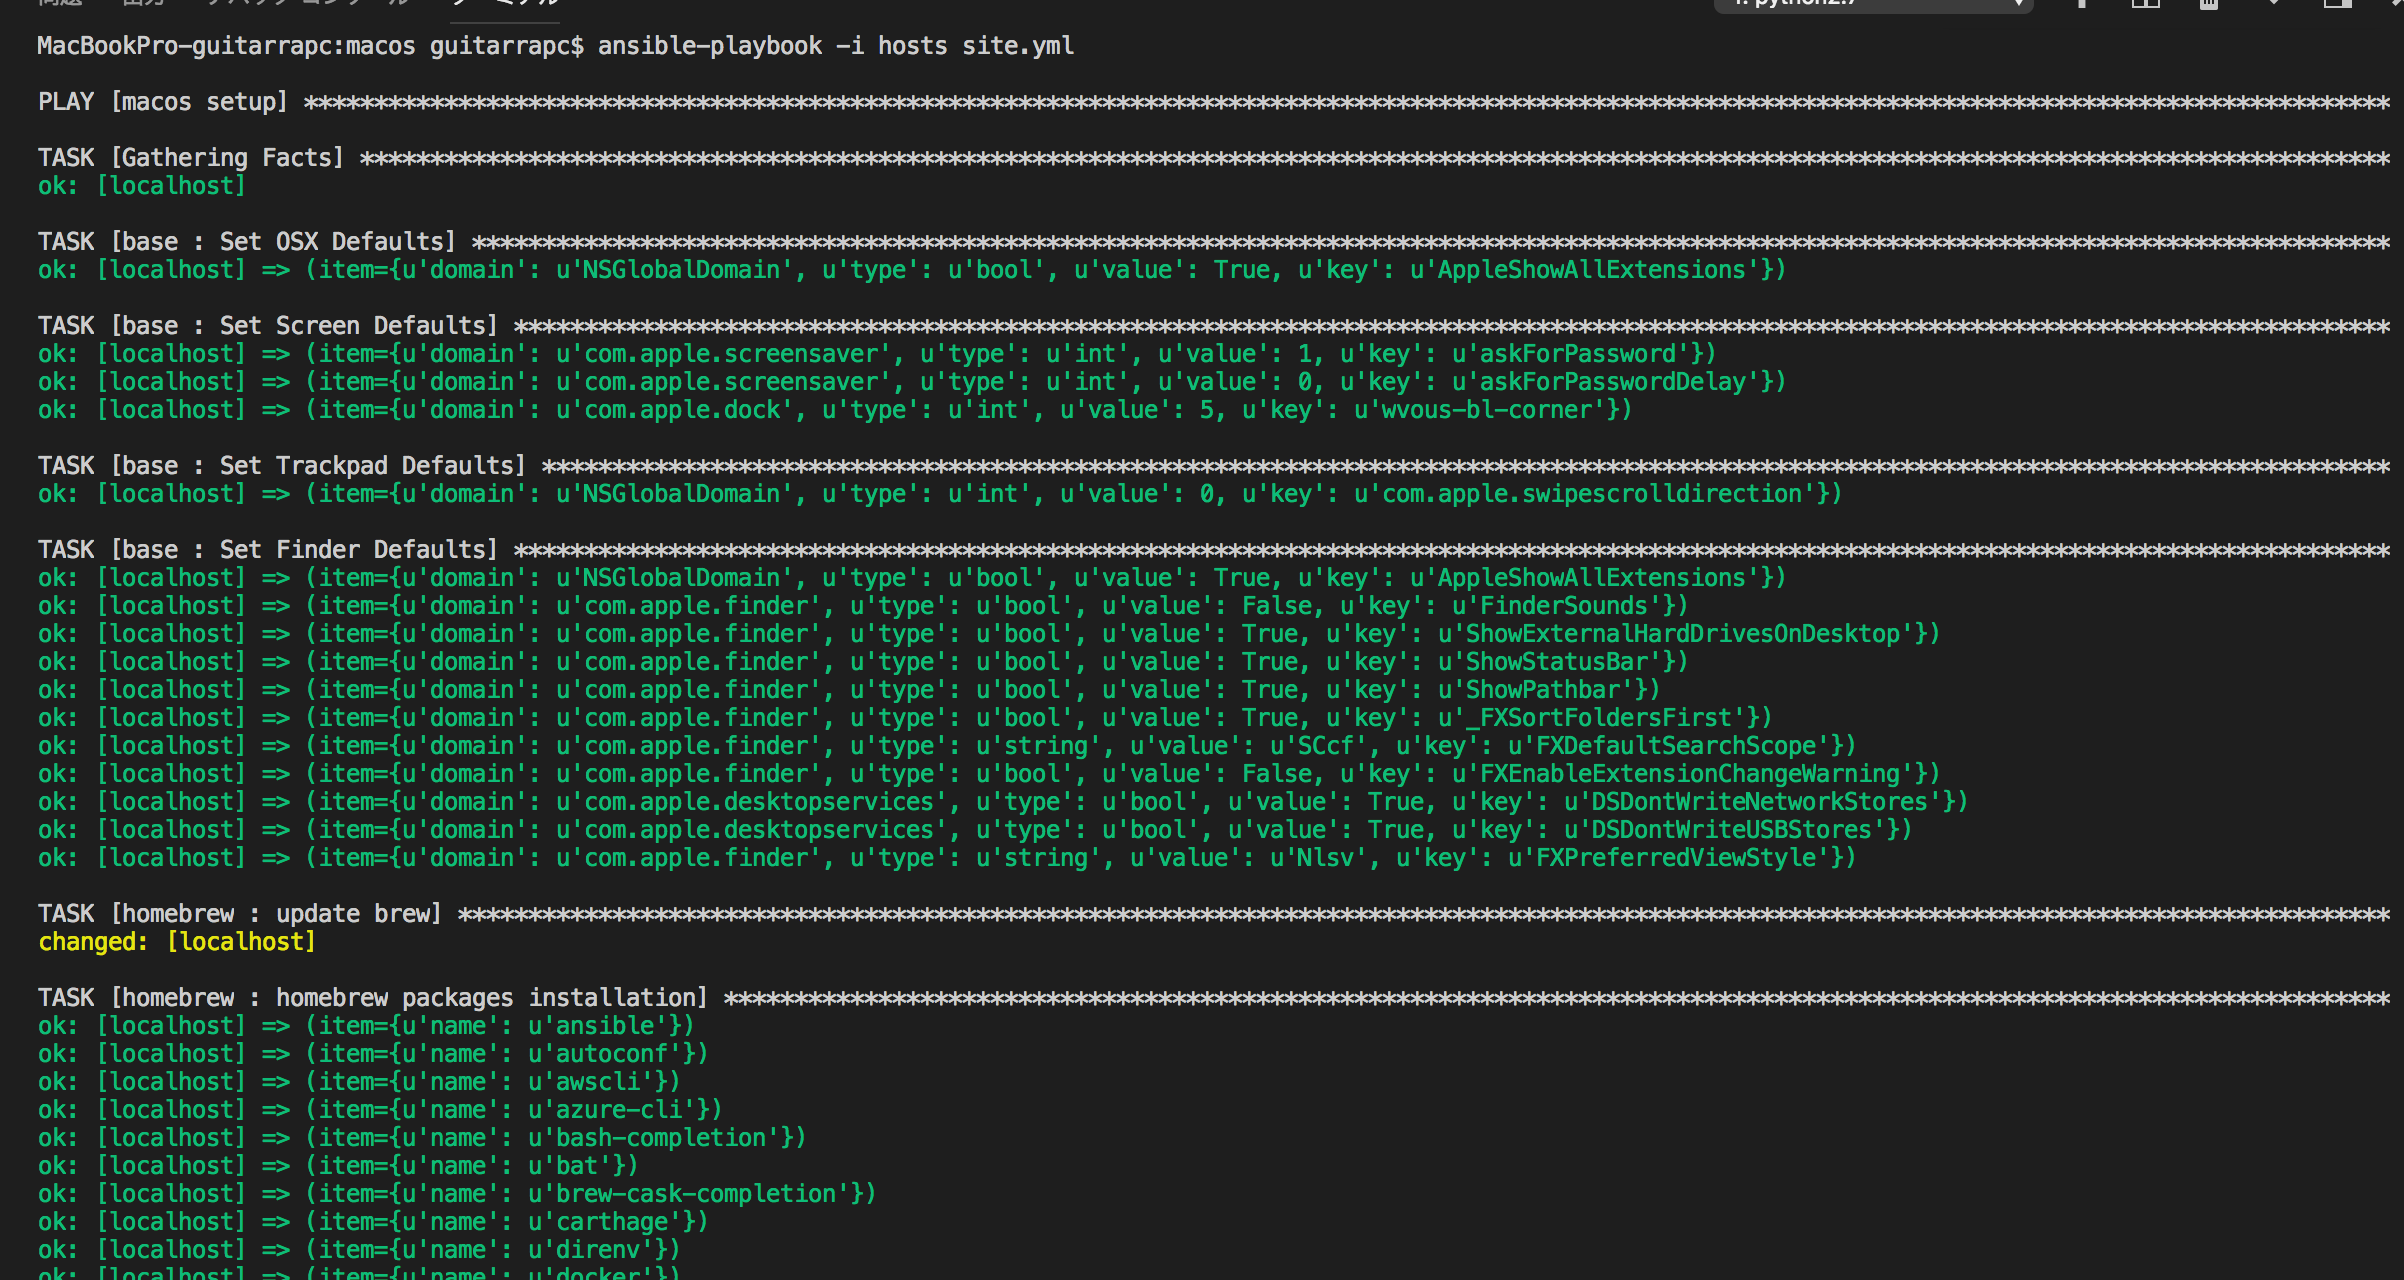 問題 出力 デバッグ コンソール ターミナル 1: python2.7
MacBookPro-guitarrapc:macos guitarrapc$ ansible-playbook -i hosts site.yml
PLAY [macos setup] *****************************************************************************************************************************************************
TASK [Gathering Facts] *************************************************************************************************************************************************
ok: [localhost]
TASK [base : Set OSX Defaults] *****************************************************************************************************************************************
ok: [localhost] => (item={u'domain': u'NSGlobalDomain', u'type': u'bool', u'value': True, u'key': u'AppleShowAllExtensions'})
TASK [base : Set Screen Defaults] **************************************************************************************************************************************
ok: [localhost] => (item={u'domain': u'com.apple.screensaver', u'type': u'int', u'value': 1, u'key': u'askForPassword'})
ok: [localhost] => (item={u'domain': u'com.apple.screensaver', u'type': u'int', u'value': 0, u'key': u'askForPasswordDelay'})
ok: [localhost] => (item={u'domain': u'com.apple.dock', u'type': u'int', u'value': 5, u'key': u'wvous-bl-corner'})
TASK [base : Set Trackpad Defaults] ************************************************************************************************************************************
ok: [localhost] => (item={u'domain': u'NSGlobalDomain', u'type': u'int', u'value': 0, u'key': u'com.apple.swipescrolldirection'})
TASK [base : Set Finder Defaults] **************************************************************************************************************************************
ok: [localhost] => (item={u'domain': u'NSGlobalDomain', u'type': u'bool', u'value': True, u'key': u'AppleShowAllExtensions'})
ok: [localhost] => (item={u'domain': u'com.apple.finder', u'type': u'bool', u'value': False, u'key': u'FinderSounds'})
ok: [localhost] => (item={u'domain': u'com.apple.finder', u'type': u'bool', u'value': True, u'key': u'ShowExternalHardDrivesOnDesktop'})
ok: [localhost] => (item={u'domain': u'com.apple.finder', u'type': u'bool', u'value': True, u'key': u'ShowStatusBar'})
ok: [localhost] => (item={u'domain': u'com.apple.finder', u'type': u'bool', u'value': True, u'key': u'ShowPathbar'})
ok: [localhost] => (item={u'domain': u'com.apple.finder', u'type': u'bool', u'value': True, u'key': u'_FXSortFoldersFirst'})
ok: [localhost] => (item={u'domain': u'com.apple.finder', u'type': u'string', u'value': u'SCcf', u'key': u'FXDefaultSearchScope'})
ok: [localhost] => (item={u'domain': u'com.apple.finder', u'type': u'bool', u'value': False, u'key': u'FXEnableExtensionChangeWarning'})
ok: [localhost] => (item={u'domain': u'com.apple.desktopservices', u'type': u'bool', u'value': True, u'key': u'DSDontWriteNetworkStores'})
ok: [localhost] => (item={u'domain': u'com.apple.desktopservices', u'type': u'bool', u'value': True, u'key': u'DSDontWriteUSBStores'})
ok: [localhost] => (item={u'domain': u'com.apple.finder', u'type': u'string', u'value': u'Nlsv', u'key': u'FXPreferredViewStyle'})
TASK [homebrew : update brew] ******************************************************************************************************************************************
changed: [localhost]
TASK [homebrew : homebrew packages installation] ***********************************************************************************************************************
ok: [localhost] => (item={u'name': u'ansible'})
ok: [localhost] => (item={u'name': u'autoconf'})
ok: [localhost] => (item={u'name': u'awscli'})
ok: [localhost] => (item={u'name': u'azure-cli'})
ok: [localhost] => (item={u'name': u'bash-completion'})
ok: [localhost] => (item={u'name': u'bat'})
ok: [localhost] => (item={u'name': u'brew-cask-completion'})
ok: [localhost] => (item={u'name': u'carthage'})
ok: [localhost] => (item={u'name': u'direnv'})
ok: [localhost] => (item={u'name': u'docker'})